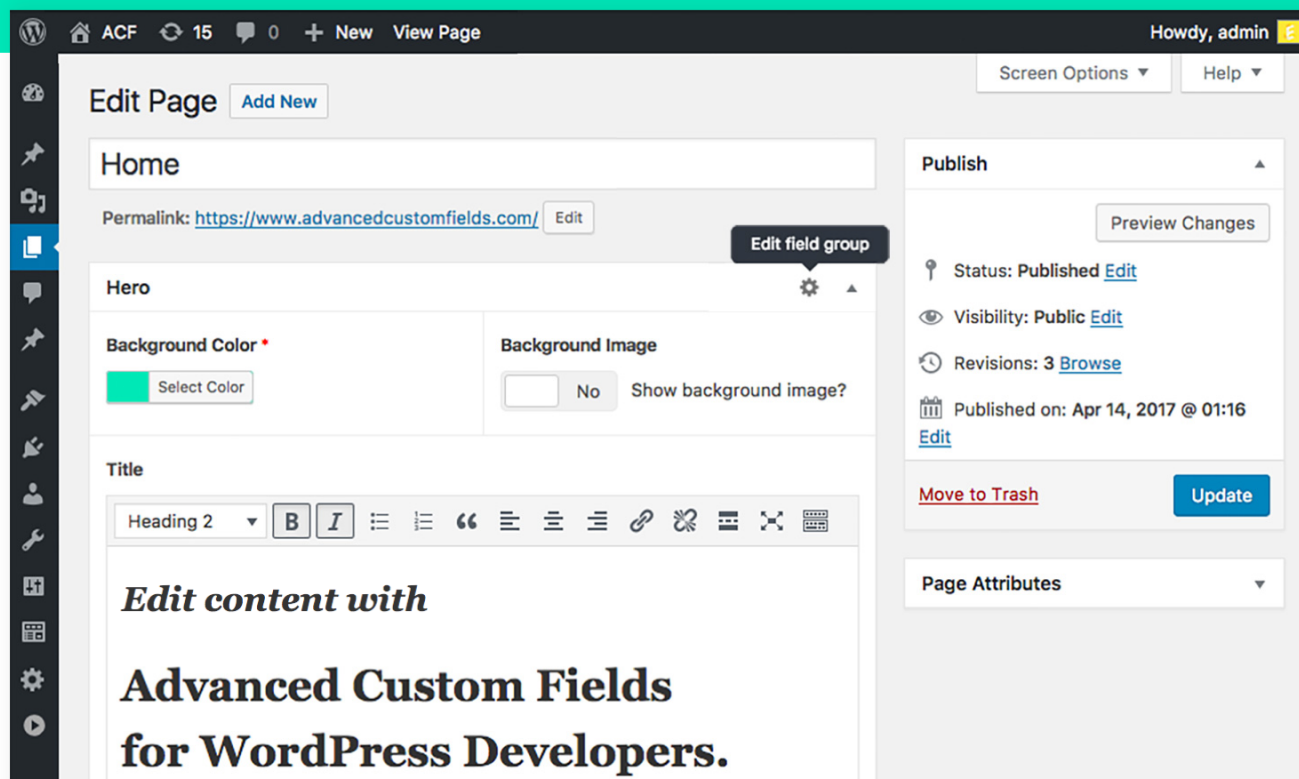 ACF 15 0 New View Page Howdy, admin
Screen Options Help
Edit Page Add New
Home
Permalink: https://www.advancedcustomfields.com/ Edit
Edit field group
Hero
Background Color *
Select Color
Background Image
No Show background image?
Title
Heading 2 B I
Edit content with
Advanced Custom Fields
for WordPress Developers.
Publish
Preview Changes
Status: Published Edit
Visibility: Public Edit
Revisions: 3 Browse
Published on: Apr 14, 2017 @ 01:16
Edit
Move to Trash Update
Page Attributes